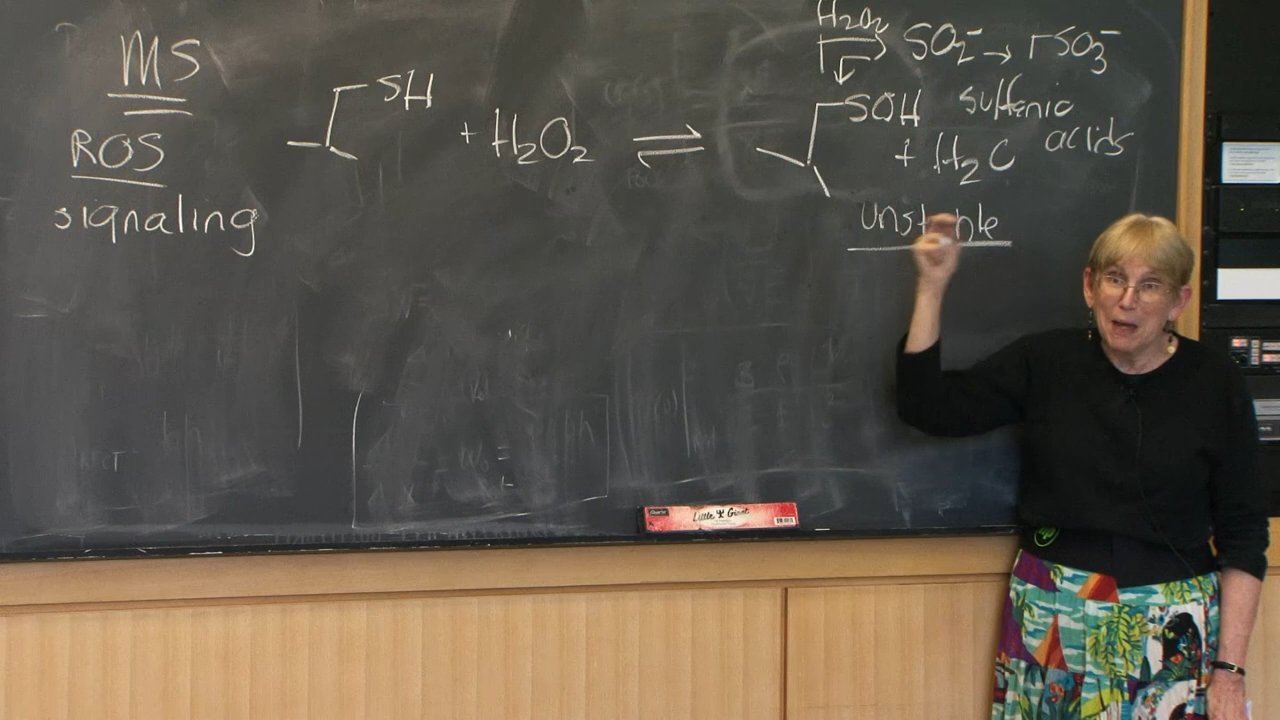 MS
ROS
signaling
SH
+ H2O2 ⇌
H2O2
SO2⁻ → rSO3⁻
SOH sulfenic
acids
+ H2O
unstable
Little Giant